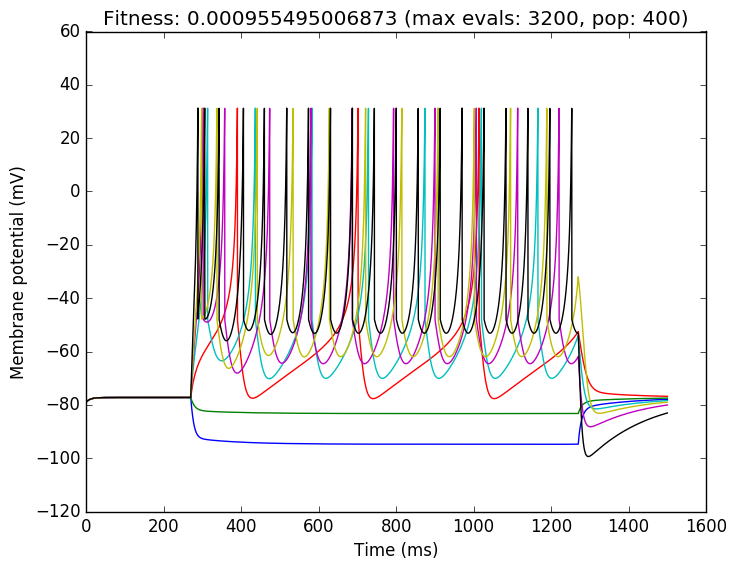 Fitness: 0.000955495006873 (max evals: 3200, pop: 400)
60
40
20
0
−20
−40
−60
−80
−100
−120
Membrane potential (mV)
0 200 400 600 800 1000 1200 1400 1600
Time (ms)